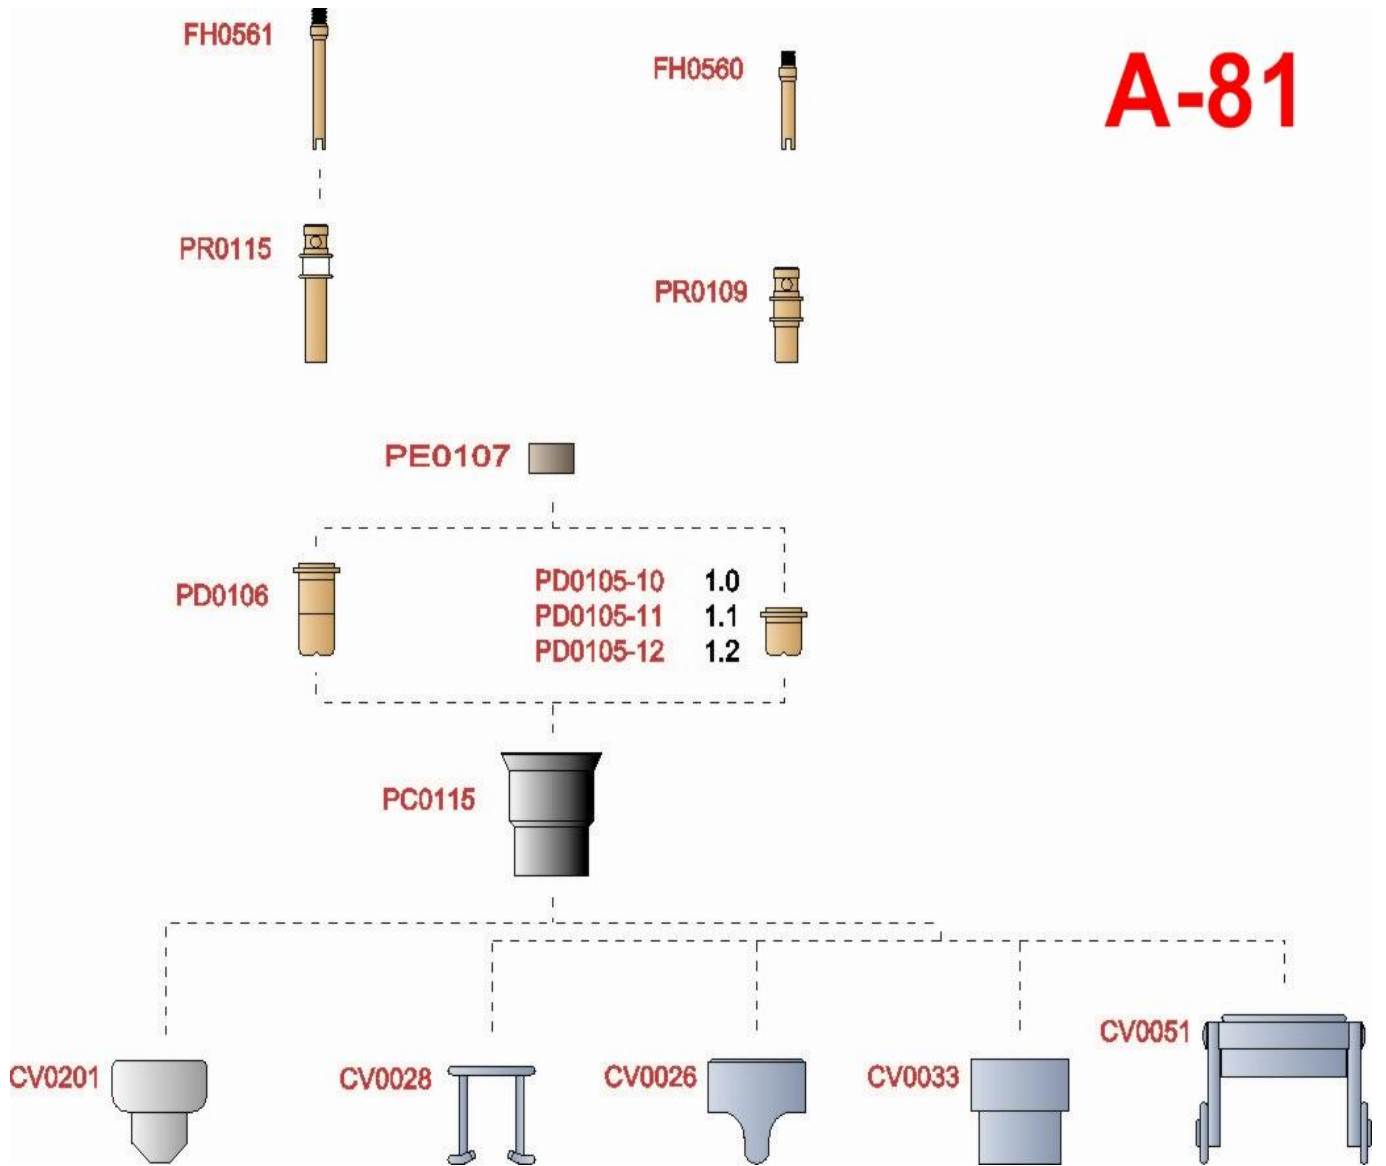 FH0561
FH0560
A-81
PR0115
PR0109
PE0107
PD0106
PD0105-10 1.0
PD0105-11 1.1
PD0105-12 1.2
PC0115
CV0201
CV0028
CV0026
CV0033
CV0051